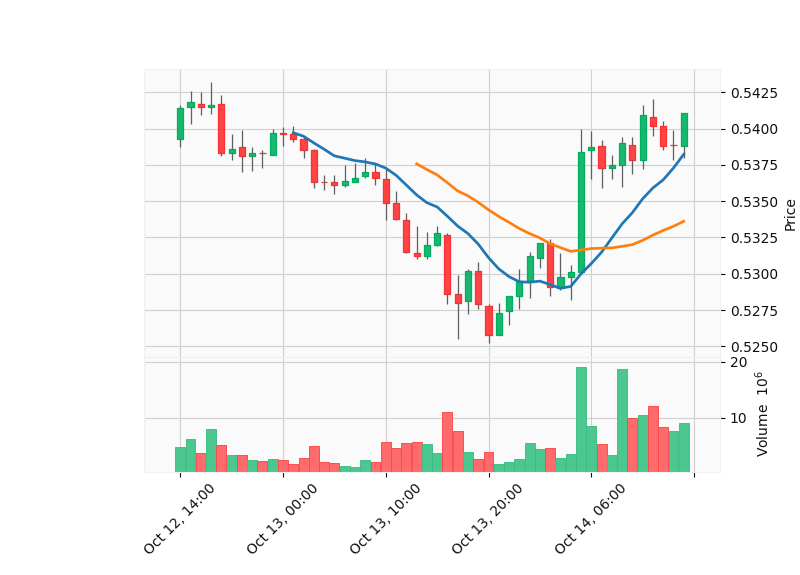 0.5425
0.5400
0.5375
0.5350
0.5325
0.5300
0.5275
0.5250
Price
20
10
Volume 10^6
Oct 12, 14:00
Oct 13, 00:00
Oct 13, 10:00
Oct 13, 20:00
Oct 14, 06:00